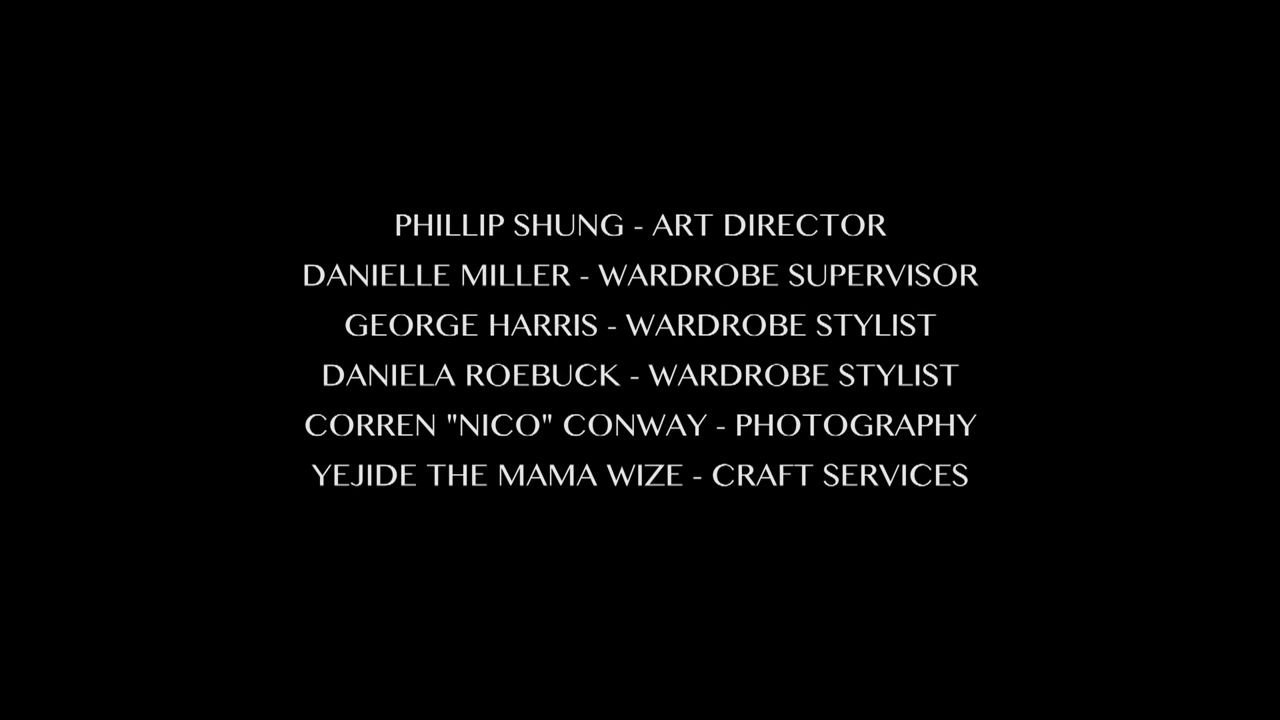 PHILLIP SHUNG - ART DIRECTOR
DANIELLE MILLER - WARDROBE SUPERVISOR
GEORGE HARRIS - WARDROBE STYLIST
DANIELA ROEBUCK - WARDROBE STYLIST
CORREN "NICO" CONWAY - PHOTOGRAPHY
YEJIDE THE MAMA WIZE - CRAFT SERVICES